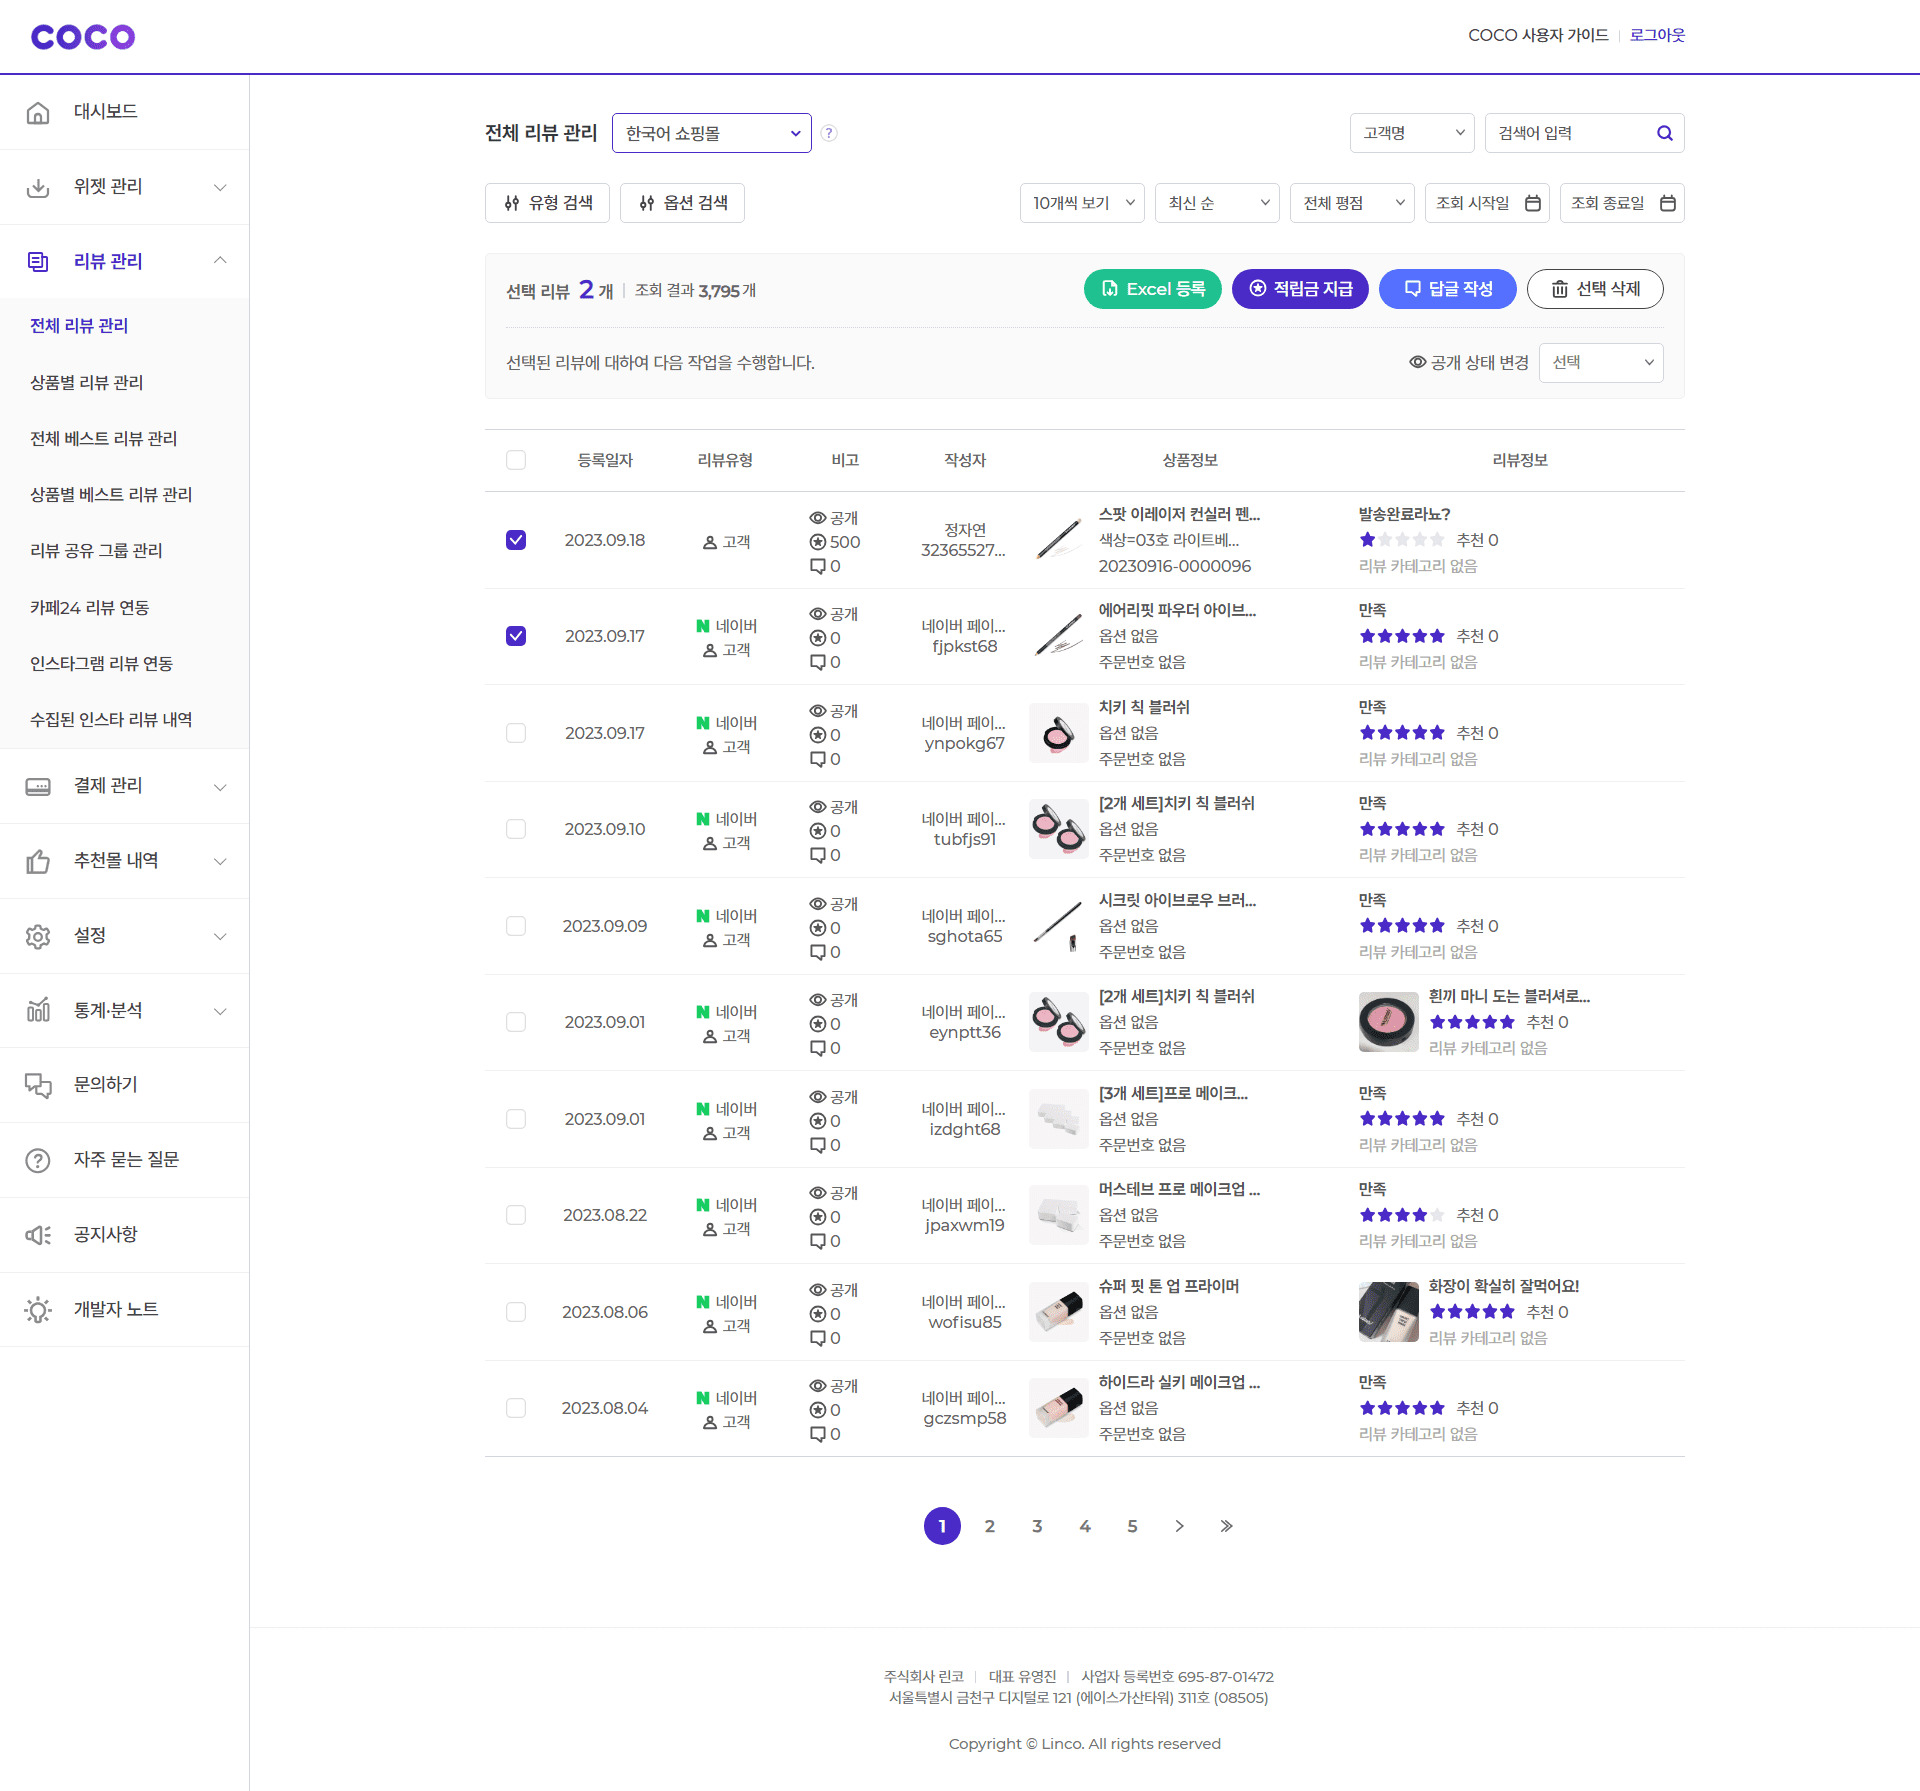 COCO
COCO 사용자 가이드
로그아웃
대시보드
위젯 관리
리뷰 관리
전체 리뷰 관리
상품별 리뷰 관리
전체 베스트 리뷰 관리
상품별 베스트 리뷰 관리
리뷰 공유 그룹 관리
카페24 리뷰 연동
인스타그램 리뷰 연동
수집된 인스타 리뷰 내역
결제 관리
추천몰 내역
설정
통계·분석
문의하기
자주 묻는 질문
공지사항
개발자 노트
전체 리뷰 관리 한국어 쇼핑몰 ?
고객명 검색어 입력
유형 검색 옵션 검색
10개씩 보기 최신 순 전체 평점 조회 시작일 조회 종료일
선택 리뷰 2 개 조회 결과 3,795 개
Excel 등록 적립금 지급 답글 작성 선택 삭제
선택된 리뷰에 대하여 다음 작업을 수행합니다.
공개 상태 변경 선택
등록일자 리뷰유형 비고 작성자 상품정보 리뷰정보
2023.09.18
고객
공개
500
0
정자연
32365527...
스팟 이레이저 컨실러 펜...
색상=03호 라이트베...
20230916-0000096
발송완료라뇨?
추천 0
리뷰 카테고리 없음
2023.09.17
N 네이버
고객
공개
0
0
네이버 페이...
fjpkst68
에어리핏 파우더 아이브...
옵션 없음
주문번호 없음
만족
추천 0
리뷰 카테고리 없음
2023.09.17
N 네이버
고객
공개
0
0
네이버 페이...
ynpokg67
치키 칙 블러쉬
옵션 없음
주문번호 없음
만족
추천 0
리뷰 카테고리 없음
2023.09.10
N 네이버
고객
공개
0
0
네이버 페이...
tubfjs91
[2개 세트]치키 칙 블러쉬
옵션 없음
주문번호 없음
만족
추천 0
리뷰 카테고리 없음
2023.09.09
N 네이버
고객
공개
0
0
네이버 페이...
sghota65
시크릿 아이브로우 브러...
옵션 없음
주문번호 없음
만족
추천 0
리뷰 카테고리 없음
2023.09.01
N 네이버
고객
공개
0
0
네이버 페이...
eynptt36
[2개 세트]치키 칙 블러쉬
옵션 없음
주문번호 없음
흰끼 마니 도는 블러셔로...
추천 0
리뷰 카테고리 없음
2023.09.01
N 네이버
고객
공개
0
0
네이버 페이...
izdght68
[3개 세트]프로 메이크...
옵션 없음
주문번호 없음
만족
추천 0
리뷰 카테고리 없음
2023.08.22
N 네이버
고객
공개
0
0
네이버 페이...
jpaxwm19
머스테브 프로 메이크업 ...
옵션 없음
주문번호 없음
만족
추천 0
리뷰 카테고리 없음
2023.08.06
N 네이버
고객
공개
0
0
네이버 페이...
wofisu85
슈퍼 핏 톤 업 프라이머
옵션 없음
주문번호 없음
화장이 확실히 잘먹어요!
추천 0
리뷰 카테고리 없음
2023.08.04
N 네이버
고객
공개
0
0
네이버 페이...
gczsmp58
하이드라 실키 메이크업 ...
옵션 없음
주문번호 없음
만족
추천 0
리뷰 카테고리 없음
1 2 3 4 5
주식회사 린코 대표 유영진 사업자 등록번호 695-87-01472
서울특별시 금천구 디지털로 121 (에이스가산타워) 311호 (08505)
Copyright © Linco. All rights reserved